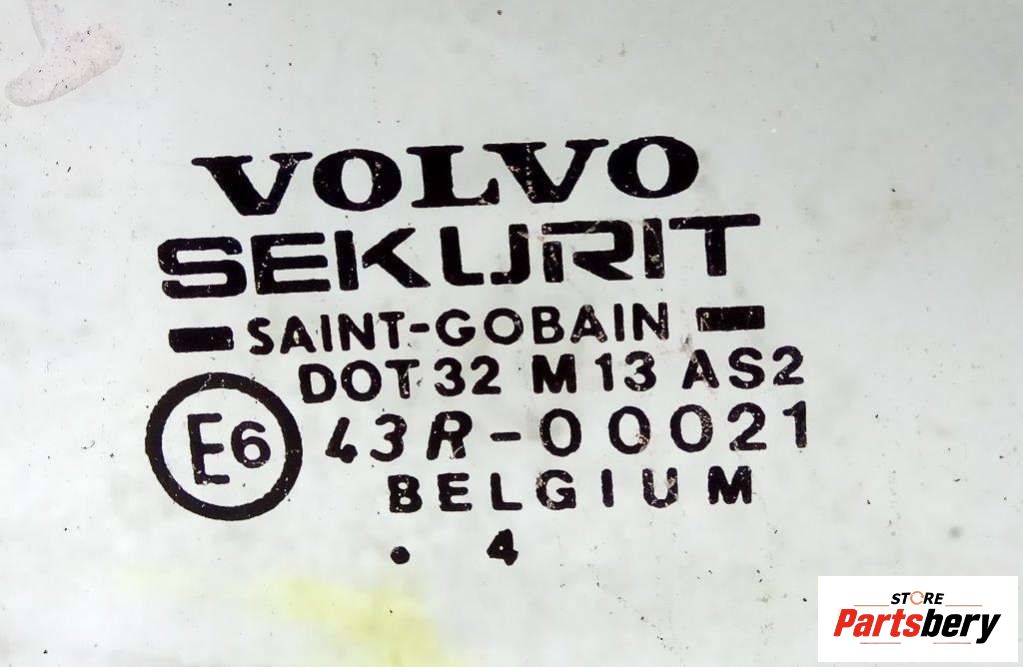 VOLVO
SEKURIT
SAINT-GOBAIN
DOT 32 M 13 AS2
E6 43R-00021
BELGIUM
. 4
STORE
Partsbery